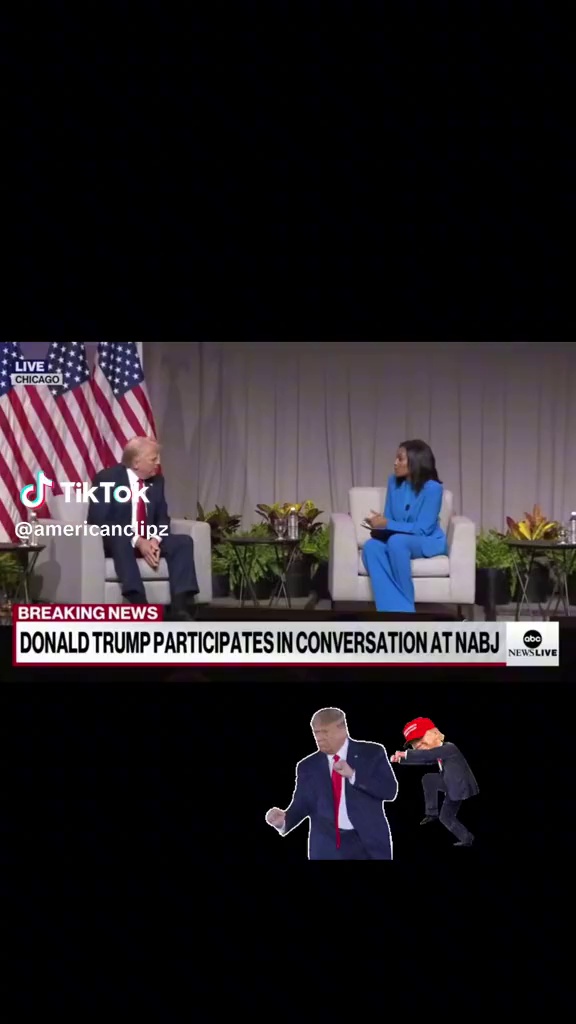 LIVE
CHICAGO
TikTok
@americanclipz
BREAKING NEWS
DONALD TRUMP PARTICIPATES IN CONVERSATION AT NABJ
abc
NEWS LIVE